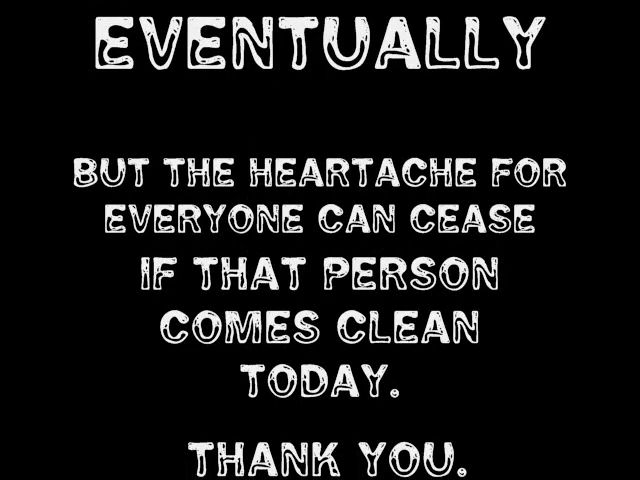 EVENTUALLY
BUT THE HEARTACHE FOR
EVERYONE CAN CEASE
IF THAT PERSON
COMES CLEAN
TODAY.
THANK YOU.